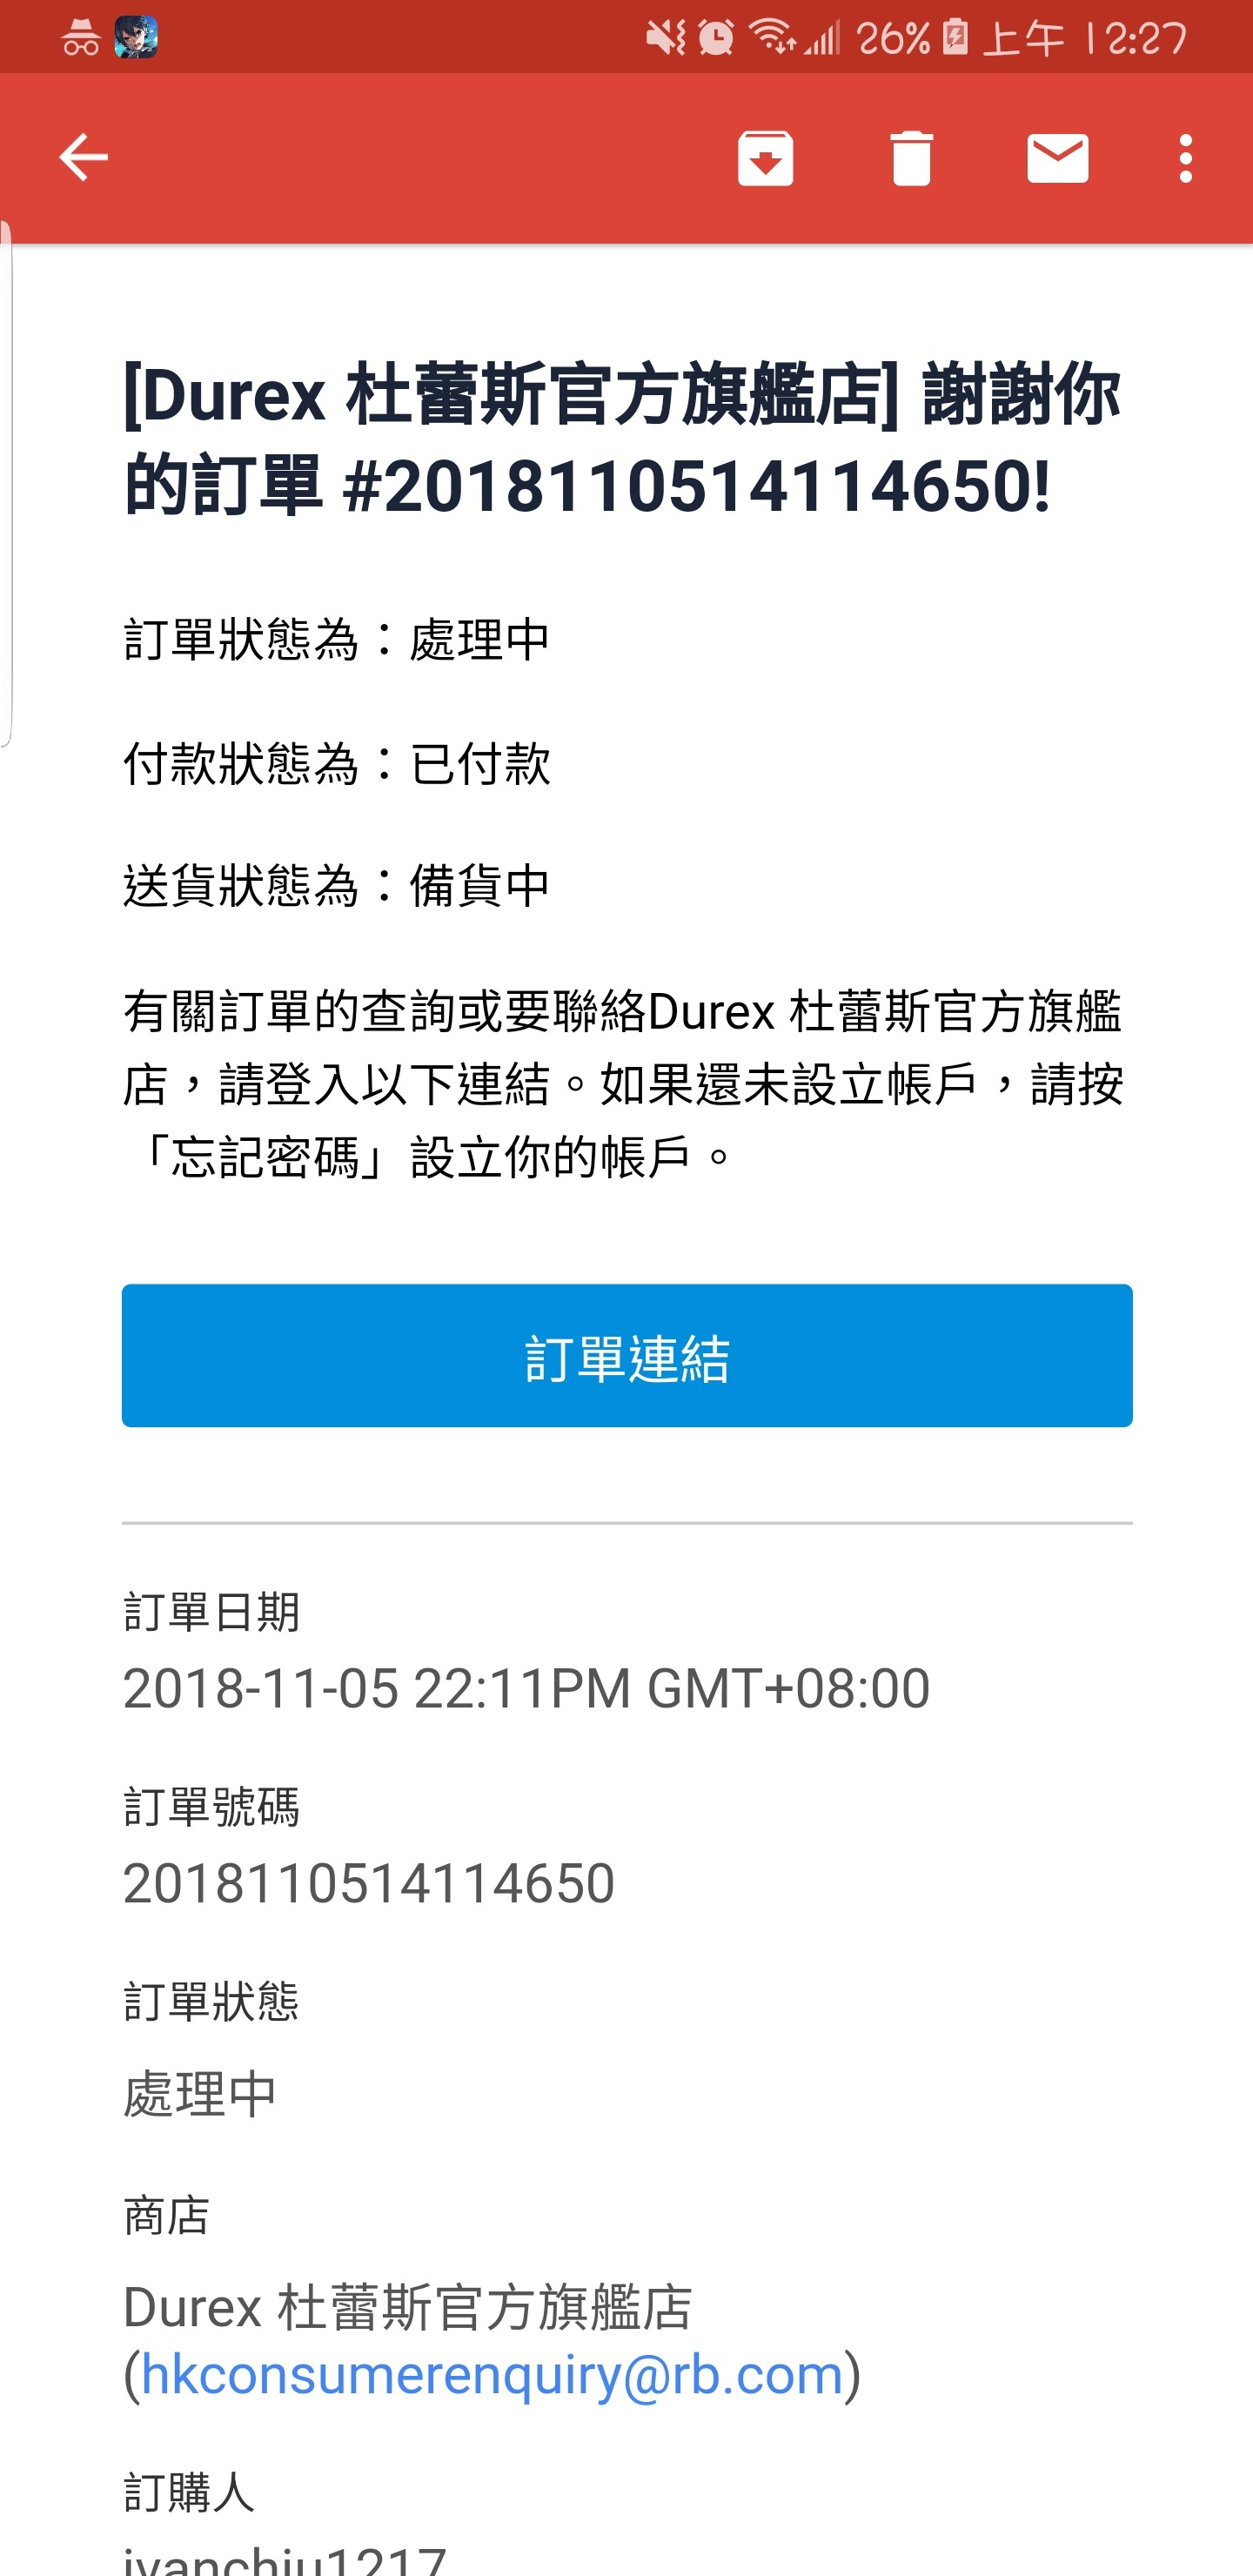 26% 上午 12:27
[Durex 杜蕾斯官方旗艦店] 謝謝你
的訂單 #2018110514114650!
訂單狀態為：處理中
付款狀態為：已付款
送貨狀態為：備貨中
有關訂單的查詢或要聯絡Durex 杜蕾斯官方旗艦
店，請登入以下連結。如果還未設立帳戶，請按
「忘記密碼」設立你的帳戶。
訂單連結
訂單日期
2018-11-05 22:11PM GMT+08:00
訂單號碼
2018110514114650
訂單狀態
處理中
商店
Durex 杜蕾斯官方旗艦店
(hkconsumerenquiry@rb.com)
訂購人
ivanchiu1217